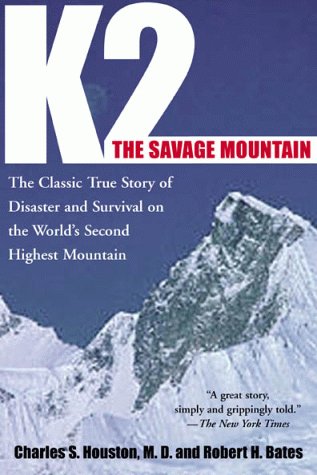 K2
THE SAVAGE MOUNTAIN
The Classic True Story of
Disaster and Survival on
the World's Second
Highest Mountain
"A great story,
simply and grippingly told."
—The New York Times
Charles S. Houston, M. D. and Robert H. Bates